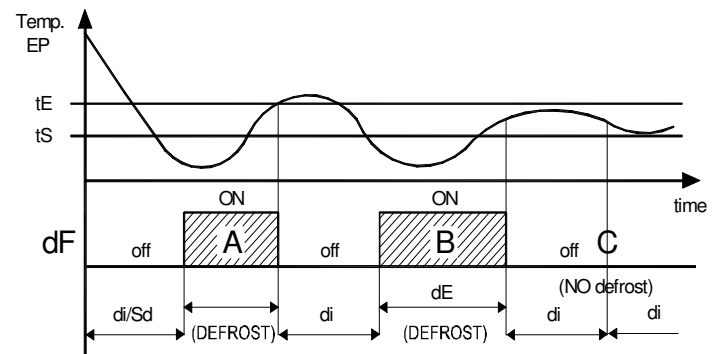 Temp.
EP
tE
tS
ON
ON
time
dF
off
A
off
B
off
C
(NO defrost)
di/Sd
(DEFROST)
di
dE
(DEFROST)
di
di